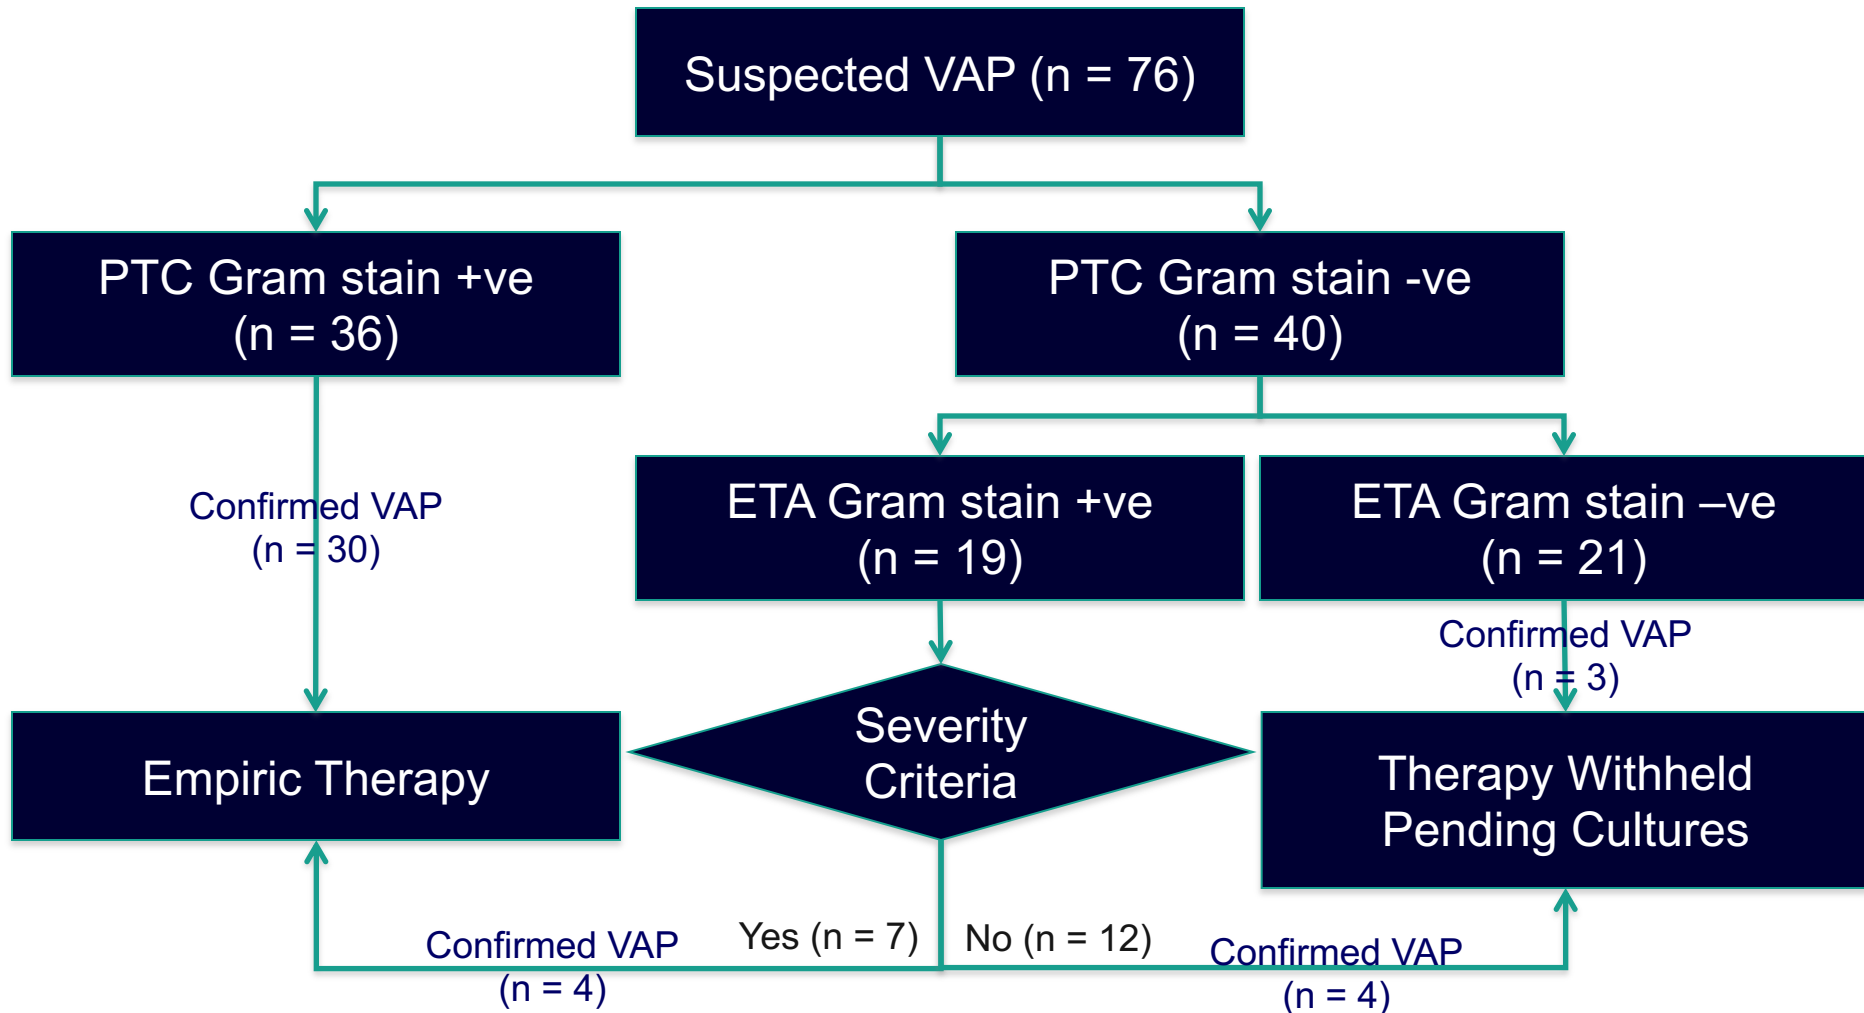 Suspected VAP (n = 76)
PTC Gram stain +ve
(n = 36)
PTC Gram stain -ve
(n = 40)
Confirmed VAP
(n = 30)
ETA Gram stain +ve
(n = 19)
ETA Gram stain –ve
(n = 21)
Confirmed VAP
(n = 3)
Empiric Therapy
Severity
Criteria
Therapy Withheld
Pending Cultures
Confirmed VAP
(n = 4)
Yes (n = 7)
No (n = 12)
Confirmed VAP
(n = 4)